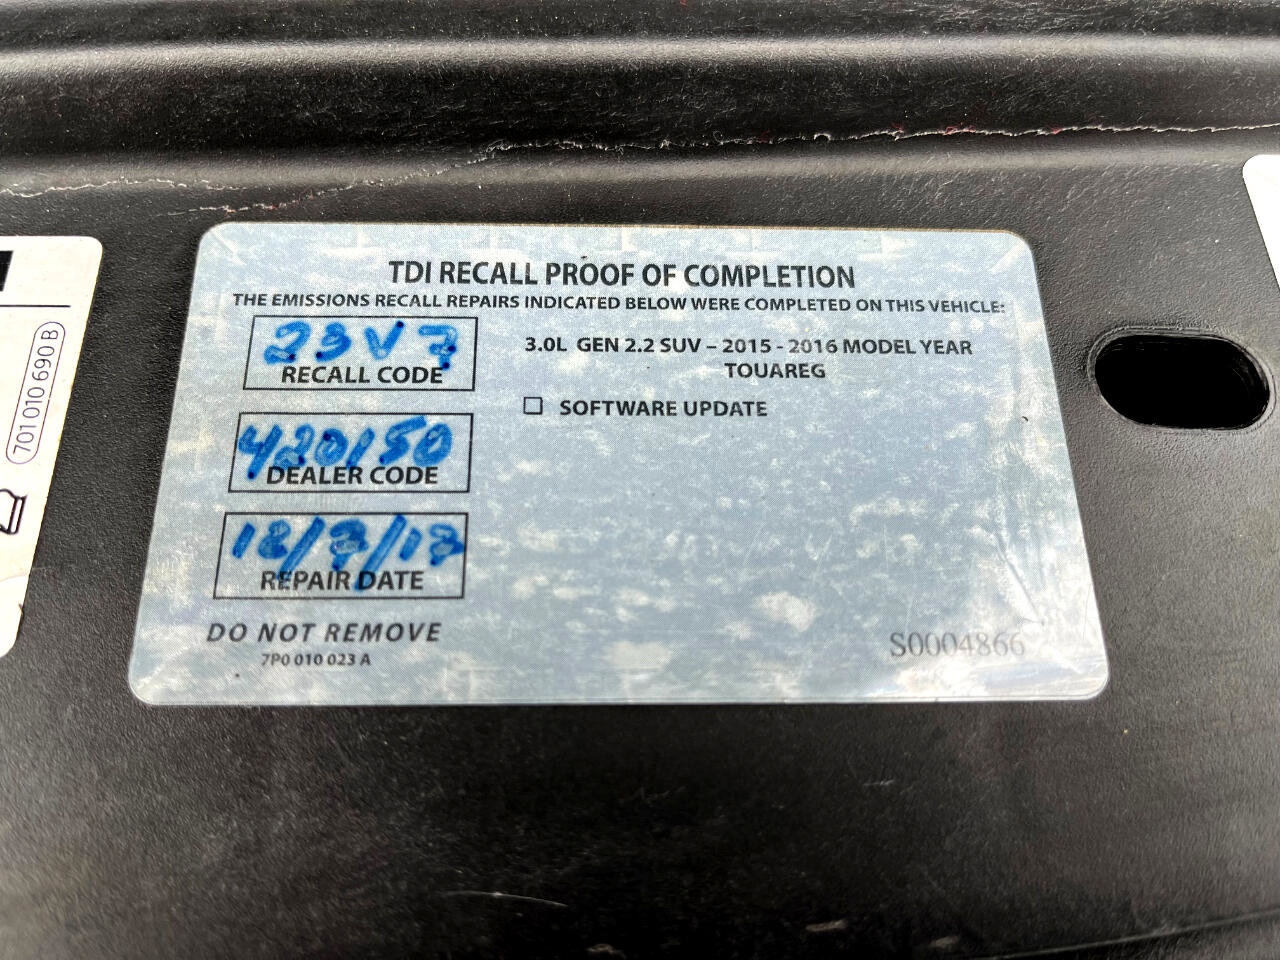 TDI RECALL PROOF OF COMPLETION
THE EMISSIONS RECALL REPAIRS INDICATED BELOW WERE COMPLETED ON THIS VEHICLE:
23V7
RECALL CODE
420150
DEALER CODE
12/7/17
REPAIR DATE
DO NOT REMOVE
7P0 010 023 A
3.0L GEN 2.2 SUV – 2015 - 2016 MODEL YEAR
TOUAREG
☐ SOFTWARE UPDATE
S0004866
701 010 690 B